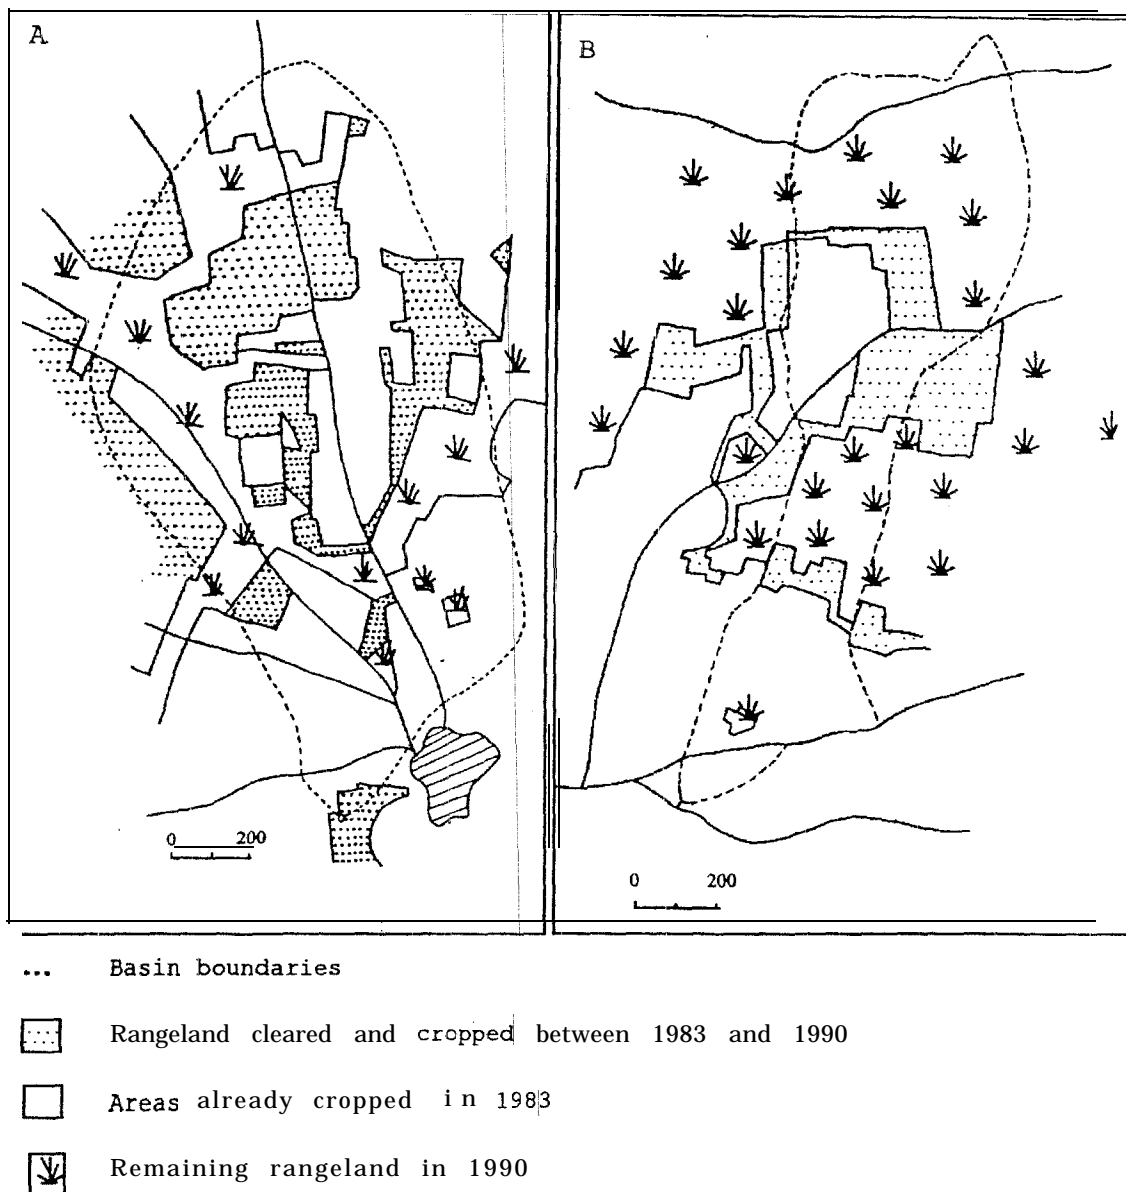 A
B
0 200
0 200
... Basin boundaries
Rangeland cleared and cropped between 1983 and 1990
Areas already cropped in 1983
Remaining rangeland in 1990